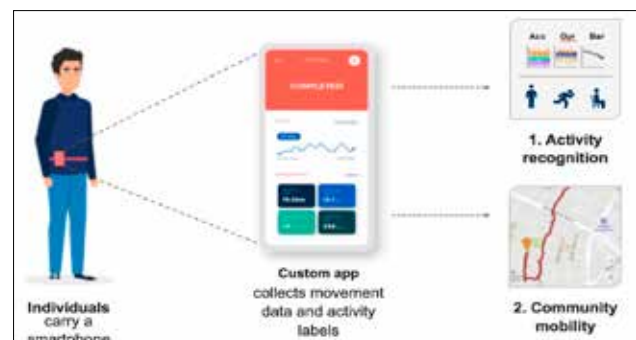 Acc Gyr Bar
1. Activity
recognition
Custom app
collects movement
data and activity
labels
Individuals
carry a
smartphone
2. Community
mobility